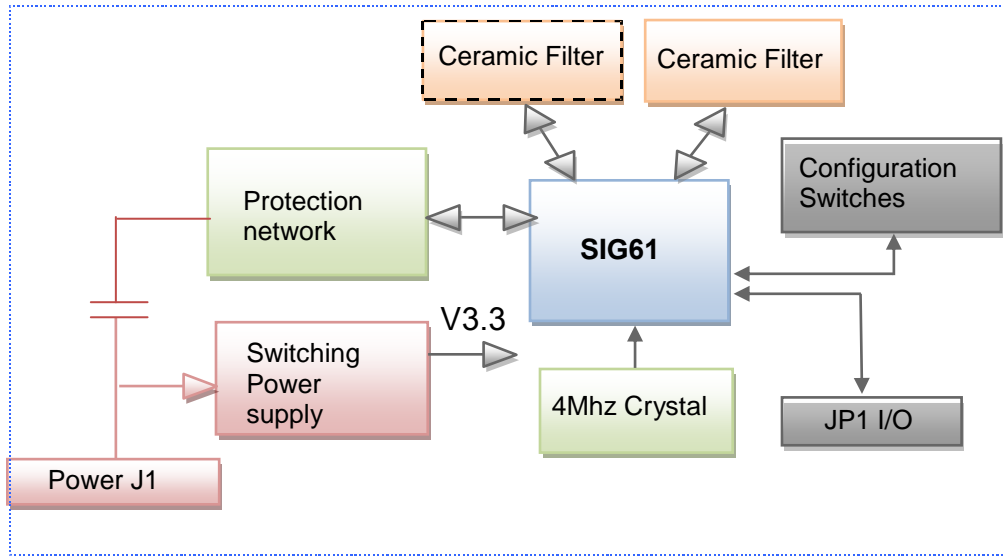 Ceramic Filter
Ceramic Filter
Configuration
Switches
Protection
network
SIG61
V3.3
Switching
Power
supply
4Mhz Crystal
JP1 I/O
Power J1